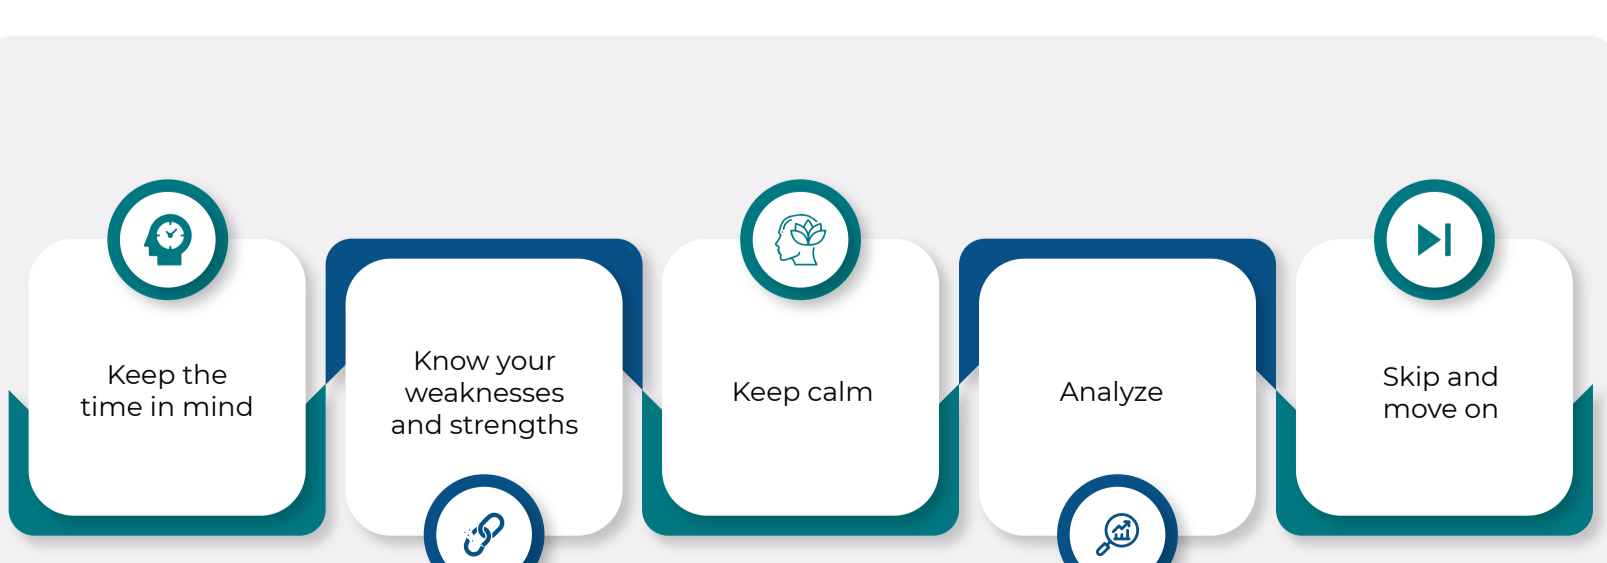 Keep the
time in mind
Know your
weaknesses
and strengths
Keep calm
Analyze
Skip and
move on